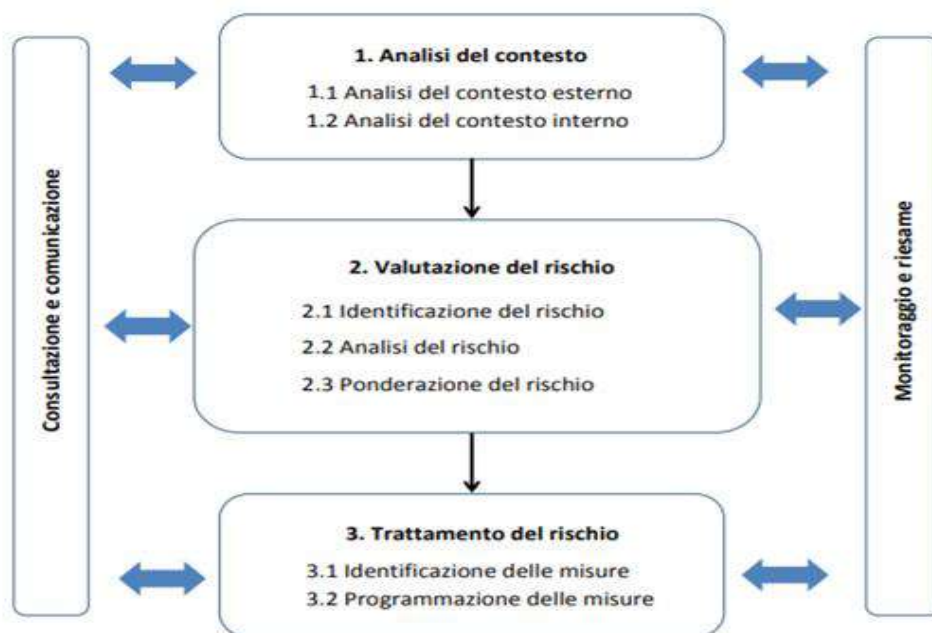 Consultazione e comunicazione
1. Analisi del contesto
1.1 Analisi del contesto esterno
1.2 Analisi del contesto interno
2. Valutazione del rischio
2.1 Identificazione del rischio
2.2 Analisi del rischio
2.3 Ponderazione del rischio
3. Trattamento del rischio
3.1 Identificazione delle misure
3.2 Programmazione delle misure
Monitoraggio e riesame